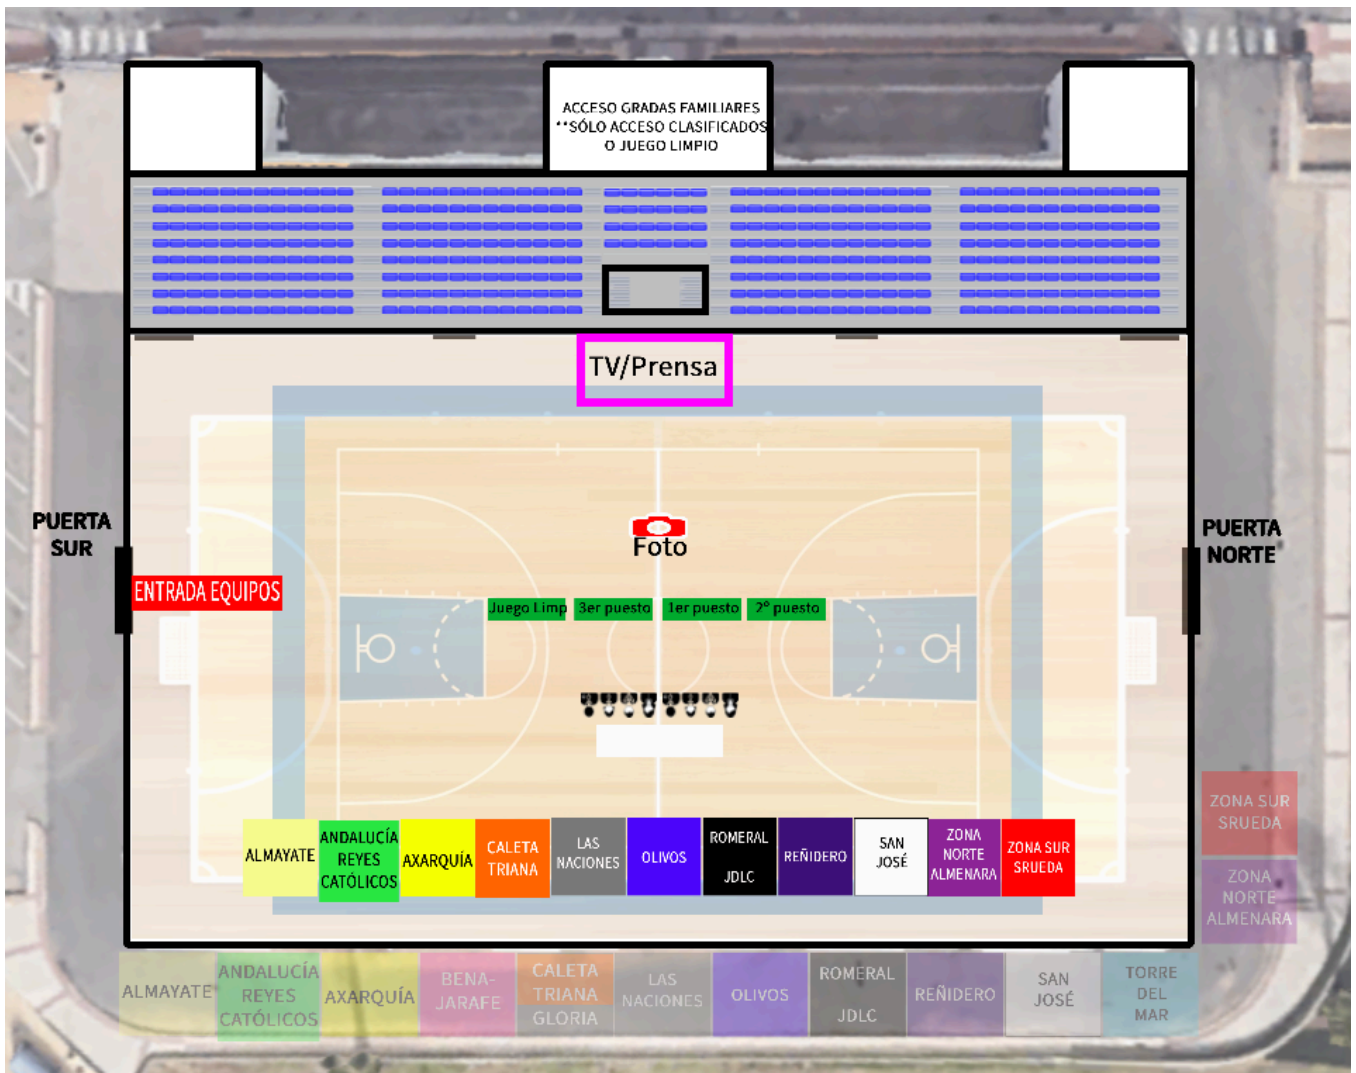 ACCESO GRADAS FAMILIARES
**SÓLO ACCESO CLASIFICADOS
O JUEGO LIMPIO
TV/Prensa
PUERTA
SUR
PUERTA
NORTE
Foto
ENTRADA EQUIPOS
Juego Limp
3er puesto
1er puesto
2º puesto
ALMAYATE
ANDALUCÍA
REYES
CATÓLICOS
AXARQUÍA
CALETA
TRIANA
LAS
NACIONES
OLIVOS
ROMERAL
JDLC
REÑIDERO
SAN
JOSÉ
ZONA
NORTE
ALMENARA
ZONA SUR
SRUEDA
ZONA SUR
SRUEDA
ZONA
NORTE
ALMENARA
ALMAYATE
ANDALUCÍA
REYES
CATÓLICOS
AXARQUÍA
BENA-
JARAFE
CALETA
TRIANA
GLORIA
LAS
NACIONES
OLIVOS
ROMERAL
JDLC
REÑIDERO
SAN
JOSÉ
TORRE
DEL
MAR